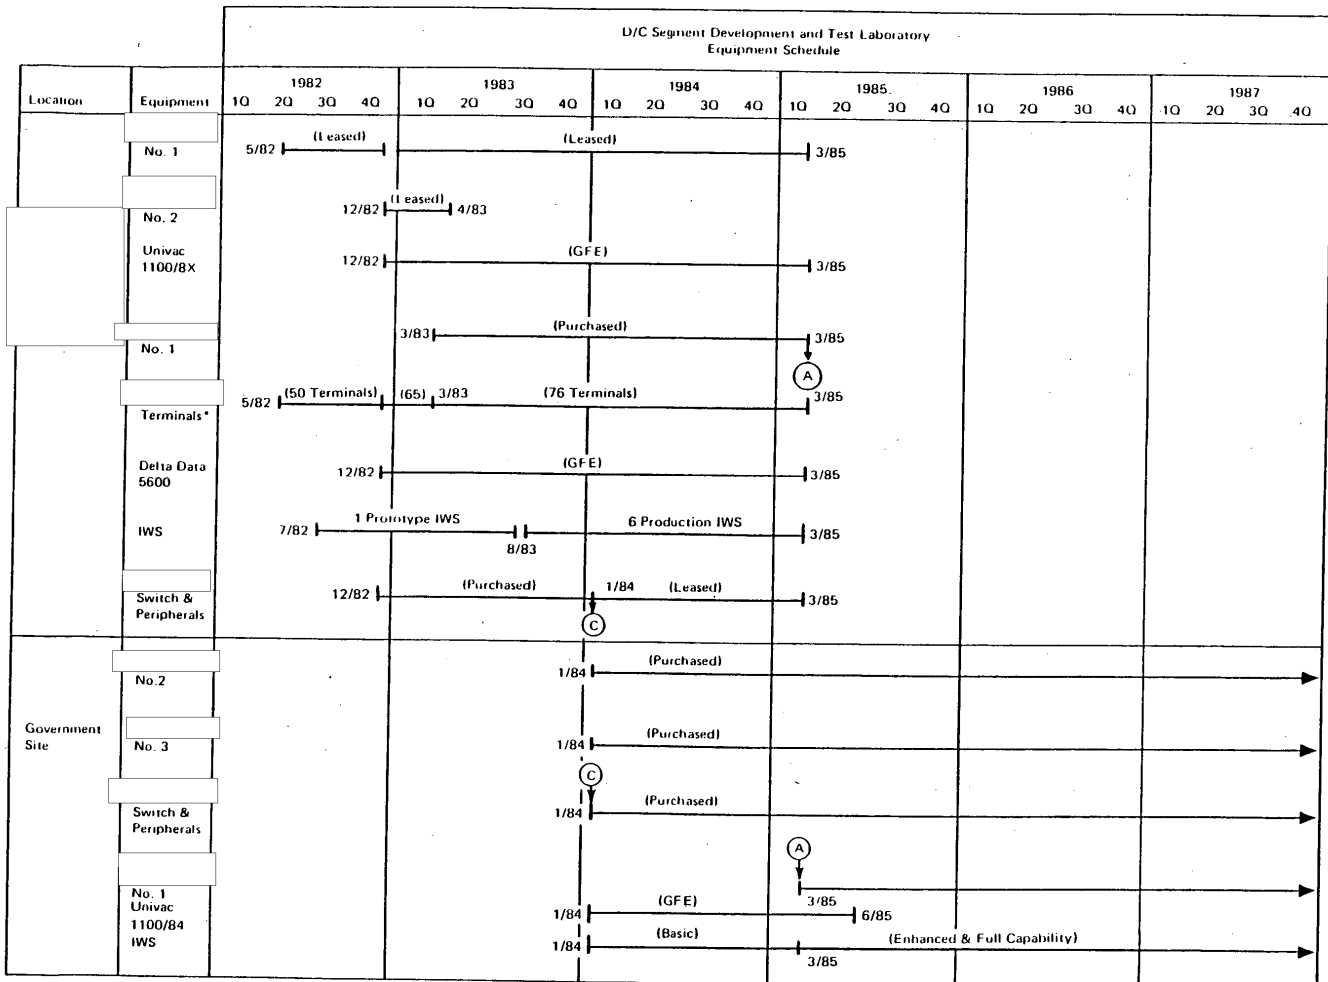 D/C Segment Development and Test Laboratory
Equipment Schedule
1982 1983 1984 1985. 1986 1987
Location Equipment 1Q 2Q 3Q 4Q 1Q 2Q 3Q 4Q 1Q 2Q 3Q 4Q 1Q 2Q 3Q 4Q 1Q 2Q 3Q 4Q 1Q 2Q 3Q 4Q
(Leased) (Leased)
No. 1 5/82 3/85
(Leased)
No. 2 12/82 4/83
Univac
1100/8X
(GFE)
12/82 3/85
(Purchased)
No. 1 3/83 3/85
A
(50 Terminals) (65) 3/83 (76 Terminals) 3/85
Terminals* 5/82
Delta Data
5600
(GFE)
12/82 3/85
1 Prototype IWS 6 Production IWS
IWS 7/82 3/85
8/83
(Purchased) 1/84 (Leased)
Switch &
Peripherals
12/82 3/85
C
(Purchased)
No.2 1/84
Government
Site
(Purchased)
No. 3 1/84
C
(Purchased)
Switch &
Peripherals
1/84
A
No. 1
3/85
Univac
1100/84
(GFE)
1/84 6/85
IWS
(Basic) (Enhanced & Full Capability)
1/84
3/85